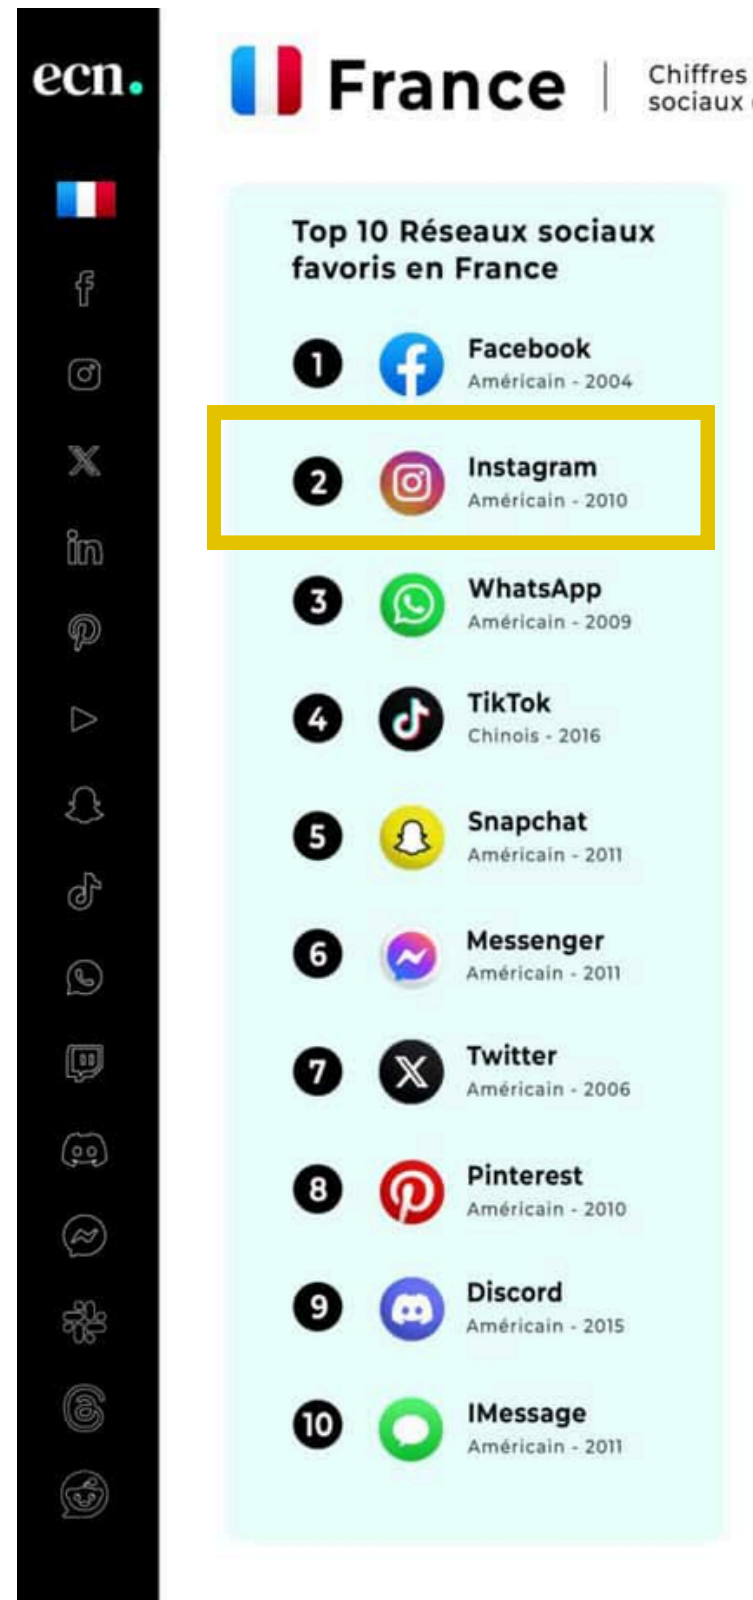 ecn.
France
Chiffres
sociaux
Top 10 Réseaux sociaux
favoris en France
1
Facebook
Américain - 2004
2
Instagram
Américain - 2010
3
WhatsApp
Américain - 2009
4
TikTok
Chinois - 2016
5
Snapchat
Américain - 2011
6
Messenger
Américain - 2011
7
Twitter
Américain - 2006
8
Pinterest
Américain - 2010
9
Discord
Américain - 2015
10
IMessage
Américain - 2011